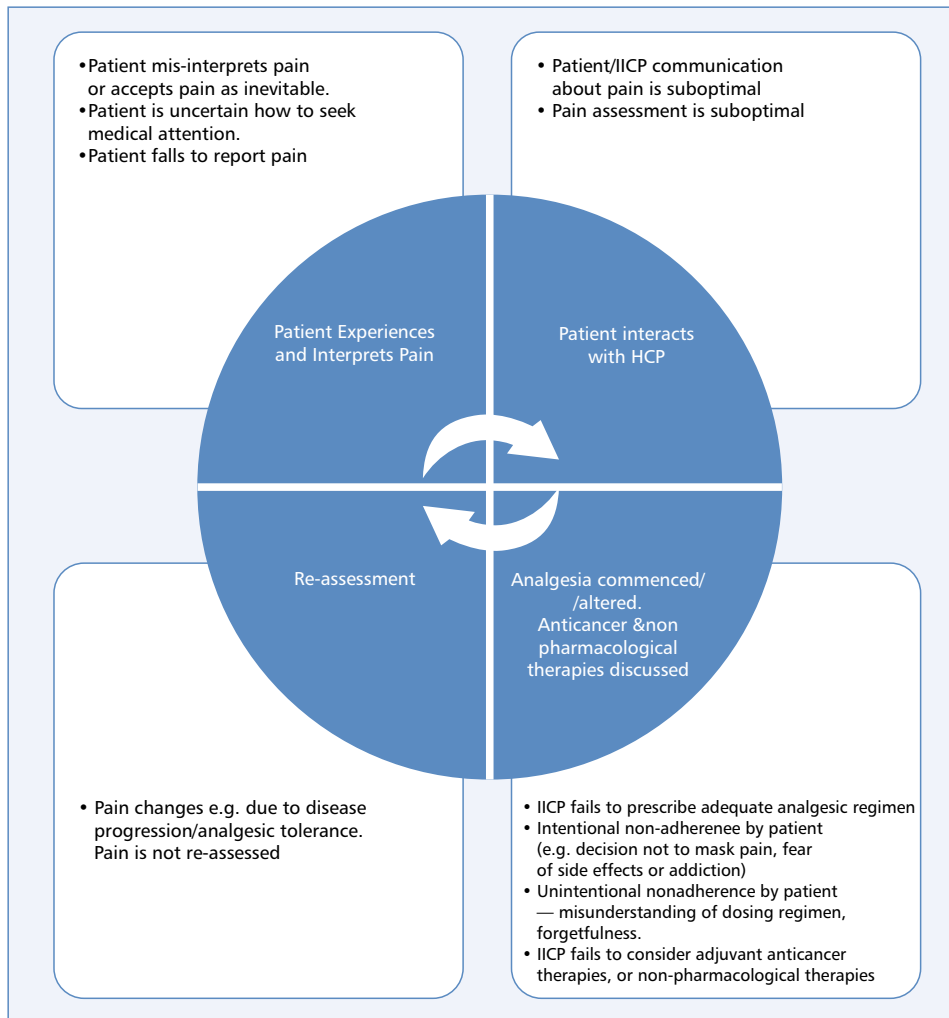 •Patient mis-interprets pain
or accepts pain as inevitable.
•Patient is uncertain how to seek
medical attention.
•Patient falls to report pain
• Patient/IICP communication
about pain is suboptimal
• Pain assessment is suboptimal
Patient Experiences
and Interprets Pain
Patient interacts
with HCP
Re-assessment
Analgesia commenced/
/altered.
Anticancer &non
pharmacological
therapies discussed
• Pain changes e.g. due to disease
progression/analgesic tolerance.
Pain is not re-assessed
• IICP fails to prescribe adequate analgesic regimen
• Intentional non-adherenee by patient
(e.g. decision not to mask pain, fear
of side effects or addiction)
• Unintentional nonadherence by patient
— misunderstanding of dosing regimen,
forgetfulness.
• IICP fails to consider adjuvant anticancer
therapies, or non-pharmacological therapies